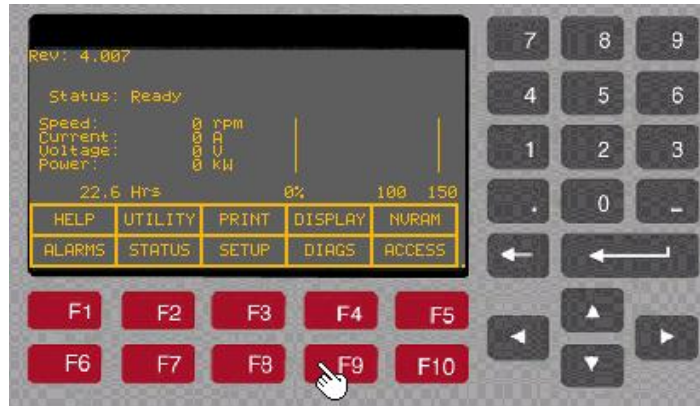 Rev: 4.007
Status: Ready
Speed: 0 rpm
Current: 0 A
Voltage: 0 V
Power: 0 KW
22.6 Hrs 0% 100 150
HELP UTILITY PRINT DISPLAY NVRAM
ALARMS STATUS SETUP DIAGS ACCESS
F1 F2 F3 F4 F5
F6 F7 F8 F9 F10
7 8 9
4 5 6
1 2 3
. 0 -